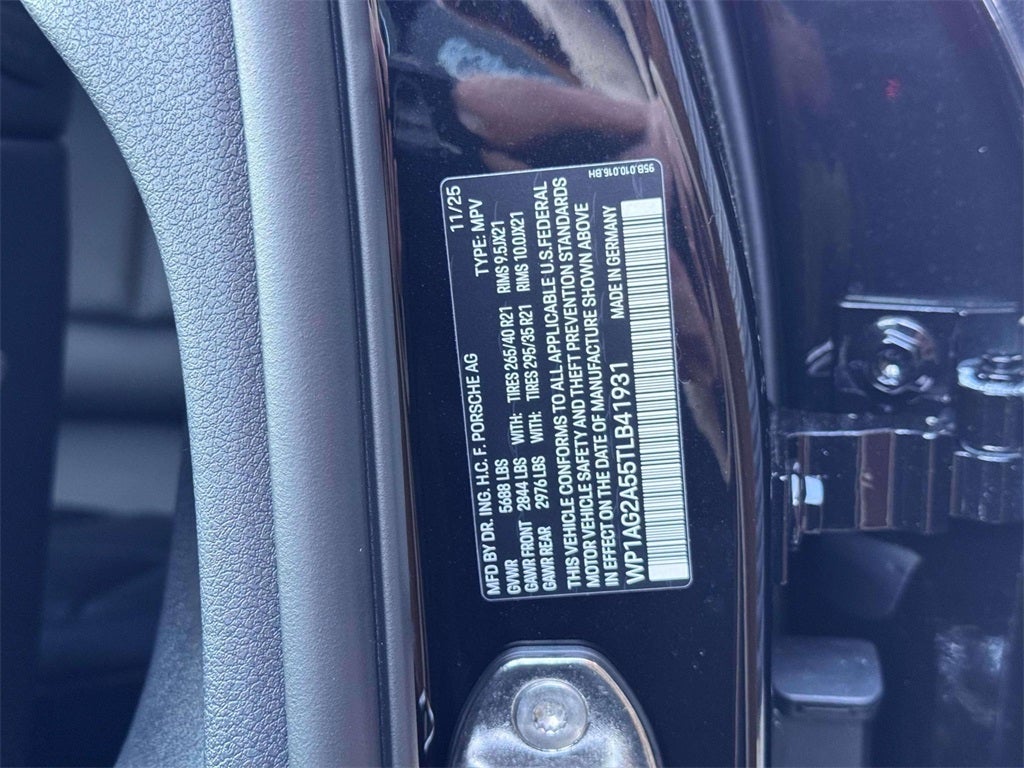 MFD BY DR. ING. H.C. F. PORSCHE AG 11/25
GVWR 5688 LBS TYPE: MPV
GAWR FRONT 2844 LBS WITH: TIRES 265/40 R21 RIMS 9.5JX21
GAWR REAR 2976 LBS WITH: TIRES 295/35 R21 RIMS 10.0JX21
THIS VEHICLE CONFORMS TO ALL APPLICABLE U.S.FEDERAL
MOTOR VEHICLE SAFETY AND THEFT PREVENTION STANDARDS
IN EFFECT ON THE DATE OF MANUFACTURE SHOWN ABOVE
WP1AG2A55TLB41931 MADE IN GERMANY
95B.010.016.BH